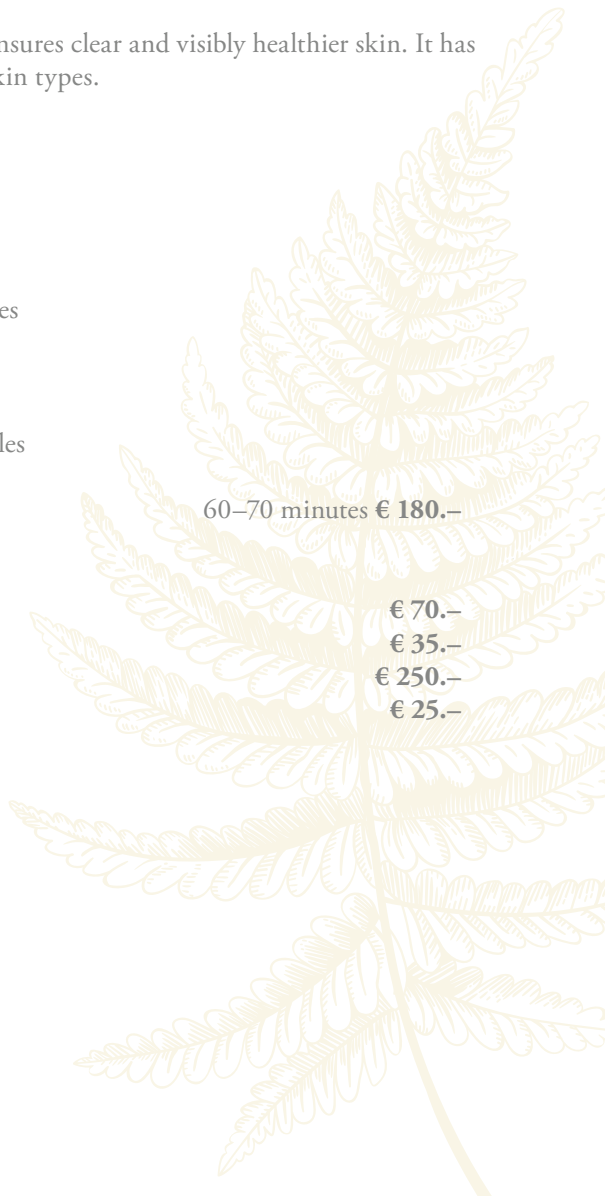 nsures clear and visibly healthier skin. It has
kin types.
es
les
60–70 minutes € 180.–
€ 70.–
€ 35.–
€ 250.–
€ 25.–